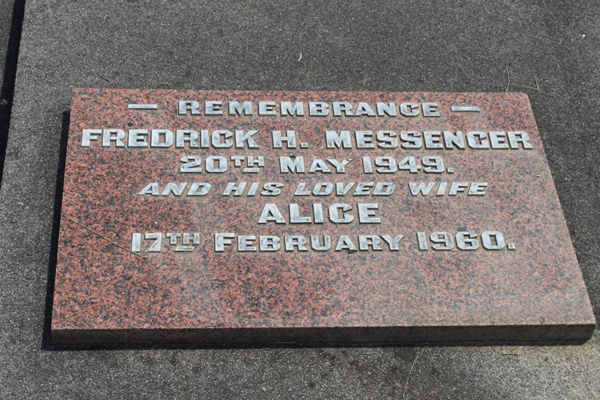 — REMEMBRANCE —
FREDRICK H. MESSENGER
20TH MAY 1949.
AND HIS LOVED WIFE
ALICE
17TH FEBRUARY 1960.